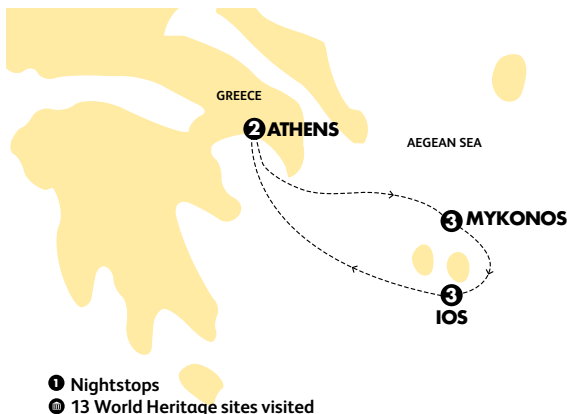 GREECE
2 ATHENS
AEGEAN SEA
3 MYKONOS
3
IOS
1 Nightstops
13 World Heritage sites visited